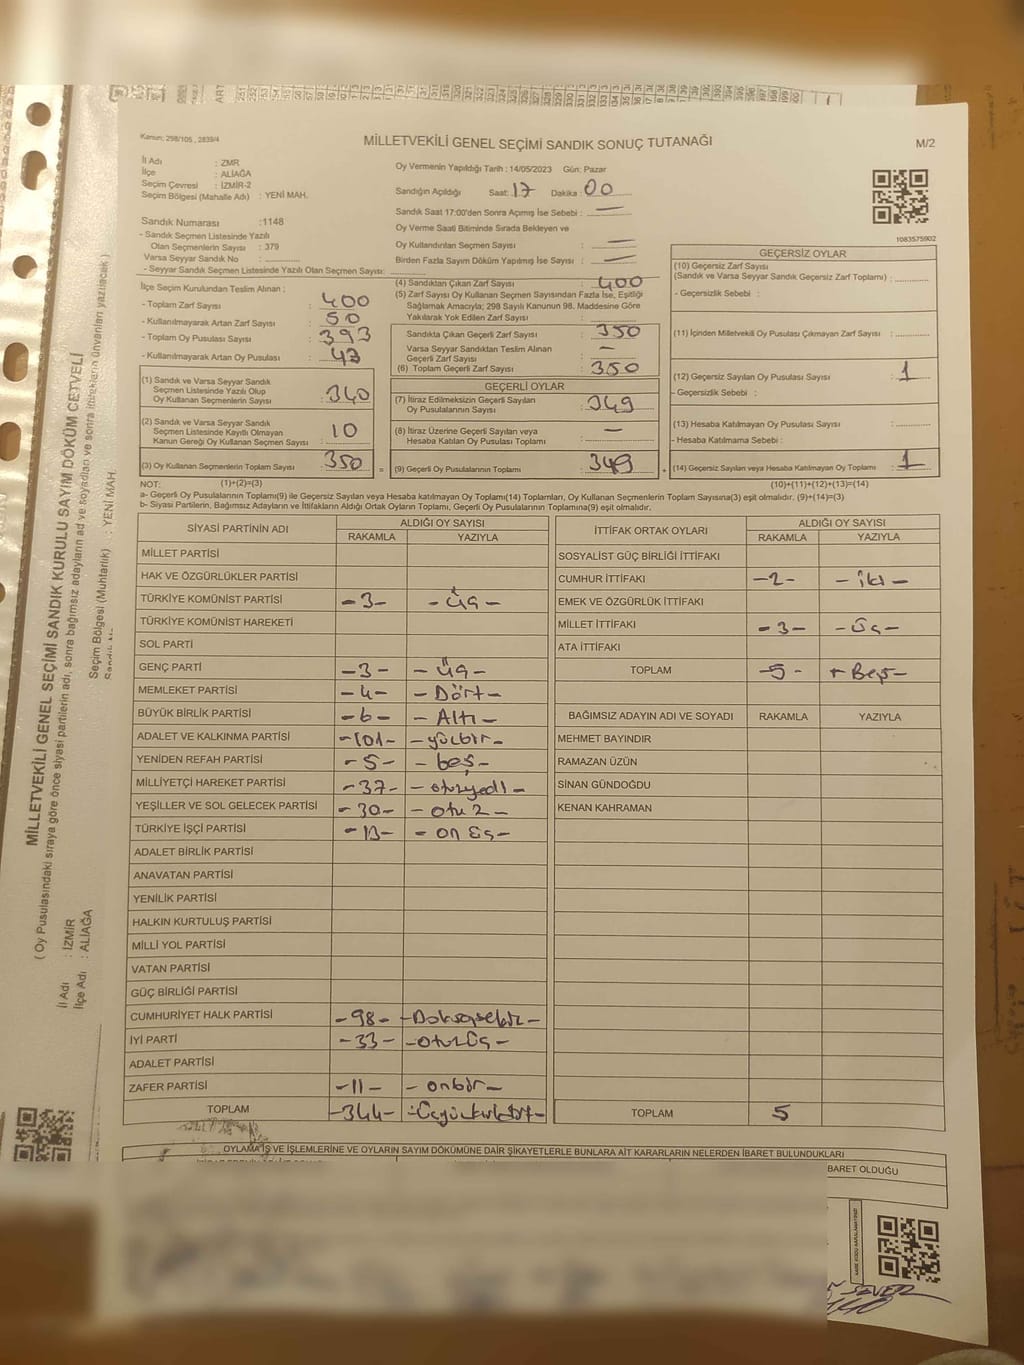 Kanun; 298/105, 2839/4
MİLLETVEKİLİ GENEL SEÇİMİ SANDIK SONUÇ TUTANAĞI
M/2
İl Adı : İZMİR
İlçe : ALİAĞA
Seçim Çevresi : İZMİR-2
Seçim Bölgesi (Mahalle Adı) : YENİ MAH.
Sandık Numarası :1148
- Sandık Seçmen Listesinde Yazılı
Olan Seçmenlerin Sayısı : 379
Varsa Seyyar Sandık No :
- Seyyar Sandık Seçmen Listesinde Yazılı Olan Seçmen Sayısı:
Oy Vermenin Yapıldığı Tarih : 14/05/2023 Gün: Pazar
Sandığın Açıldığı Saat: 17 Dakika : 00
Sandık Saat 17:00'den Sonra Açılmış İse Sebebi : —
Oy Verme Saati Bitiminde Sırada Bekleyen ve
Oy Kullandırılan Seçmen Sayısı : —
Birden Fazla Sayım Döküm Yapılmış İse Sayısı : —
1083575902
İlçe Seçim Kurulundan Teslim Alınan ;
- Toplam Zarf Sayısı : 400
- Kullanılmayarak Artan Zarf Sayısı : 50
- Toplam Oy Pusulası Sayısı : 393
- Kullanılmayarak Artan Oy Pusulası : 43
(1) Sandık ve Varsa Seyyar Sandık
Seçmen Listesinde Yazılı Olup
Oy Kullanan Seçmenlerin Sayısı : 340
(2) Sandık ve Varsa Seyyar Sandık
Seçmen Listesinde Kayıtlı Olmayan
Kanun Gereği Oy Kullanan Seçmen Sayısı : 10
(3) Oy Kullanan Seçmenlerin Toplam Sayısı : 350 =
(4) Sandıktan Çıkan Zarf Sayısı : 400
(5) Zarf Sayısı Oy Kullanan Seçmen Sayısından Fazla İse, Eşitliği
Sağlamak Amacıyla; 298 Sayılı Kanunun 98. Maddesine Göre
Yakılarak Yok Edilen Zarf Sayısı :
Sandıkta Çıkan Geçerli Zarf Sayısı : 350
Varsa Seyyar Sandıktan Teslim Alınan
Geçerli Zarf Sayısı : —
(6) Toplam Geçerli Zarf Sayısı : 350
GEÇERLİ OYLAR
(7) İtiraz Edilmeksizin Geçerli Sayılan
Oy Pusulalarının Sayısı : 349
(8) İtiraz Üzerine Geçerli Sayılan veya
Hesaba Katılan Oy Pusulası Toplamı : —
(9) Geçerli Oy Pusulalarının Toplamı : 349 +
GEÇERSİZ OYLAR
(10) Geçersiz Zarf Sayısı
(Sandık ve Varsa Seyyar Sandık Geçersiz Zarf Toplamı) :
- Geçersizlik Sebebi :
(11) İçinden Milletvekili Oy Pusulası Çıkmayan Zarf Sayısı :
(12) Geçersiz Sayılan Oy Pusulası Sayısı : 1
- Geçersizlik Sebebi :
(13) Hesaba Katılmayan Oy Pusulası Sayısı :
- Hesaba Katılmama Sebebi :
(14) Geçersiz Sayılan veya Hesaba Katılmayan Oy Toplamı : 1
NOT: (1)+(2)=(3) (10)+(11)+(12)+(13)=(14)
a- Geçerli Oy Pusulalarının Toplamı(9) ile Geçersiz Sayılan veya Hesaba katılmayan Oy Toplamı(14) Toplamları, Oy Kullanan Seçmenlerin Toplam Sayısına(3) eşit olmalıdır. (9)+(14)=(3)
b- Siyasi Partilerin, Bağımsız Adayların ve İttifakların Aldığı Ortak Oyların Toplamı, Geçerli Oy Pusulalarının Toplamına(9) eşit olmalıdır.
SİYASİ PARTİNİN ADI ALDIĞI OY SAYISI
RAKAMLA YAZIYLA
MİLLET PARTİSİ
HAK VE ÖZGÜRLÜKLER PARTİSİ
TÜRKİYE KOMÜNİST PARTİSİ -3- - üç -
TÜRKİYE KOMÜNİST HAREKETİ
SOL PARTİ
GENÇ PARTİ -3- - üç -
MEMLEKET PARTİSİ -4- - Dört -
BÜYÜK BİRLİK PARTİSİ -6- - Altı -
ADALET VE KALKINMA PARTİSİ -101- - yüzbir -
YENİDEN REFAH PARTİSİ -5- - beş -
MİLLİYETÇİ HAREKET PARTİSİ -37- - otuzyedi -
YEŞİLLER VE SOL GELECEK PARTİSİ -30- - otuz -
TÜRKİYE İŞÇİ PARTİSİ -13- - on üç -
ADALET BİRLİK PARTİSİ
ANAVATAN PARTİSİ
YENİLİK PARTİSİ
HALKIN KURTULUŞ PARTİSİ
MİLLİ YOL PARTİSİ
VATAN PARTİSİ
GÜÇ BİRLİĞİ PARTİSİ
CUMHURİYET HALK PARTİSİ -98- - Doksansekiz -
İYİ PARTİ -33- - otuzüç -
ADALET PARTİSİ
ZAFER PARTİSİ -11- - onbir -
TOPLAM -344- - Üçyüzkırkdört -
İTTİFAK ORTAK OYLARI ALDIĞI OY SAYISI
RAKAMLA YAZIYLA
SOSYALİST GÜÇ BİRLİĞİ İTTİFAKI
CUMHUR İTTİFAKI -2- - iki -
EMEK VE ÖZGÜRLÜK İTTİFAKI
MİLLET İTTİFAKI -3- - üç -
ATA İTTİFAKI
TOPLAM -5- - Beş -
BAĞIMSIZ ADAYIN ADI VE SOYADI RAKAMLA YAZIYLA
MEHMET BAYINDIR
RAMAZAN ÜZÜN
SİNAN GÜNDOĞDU
KENAN KAHRAMAN
TOPLAM 5
OYLAMA İŞ VE İŞLEMLERİNE VE OYLARIN SAYIM DÖKÜMÜNE DAİR ŞİKAYETLERLE BUNLARA AİT KARARLARIN NELERDEN İBARET BULUNDUKLARI
BARET OLDUĞU
MİLLETVEKİLİ GENEL SEÇİMİ SANDIK KURULU SAYIM DÖKÜM CETVELİ
( Oy Pusulasındaki sıraya göre önce siyasi partilerin adı, sonra bağımsız adayların ad ve soyadları ve sonra ittifakların ünvanları yazılacak )
İl Adı : İZMİR
İlçe Adı : ALİAĞA
Seçim Bölgesi (Muhtarlık) : YENİ MAH.